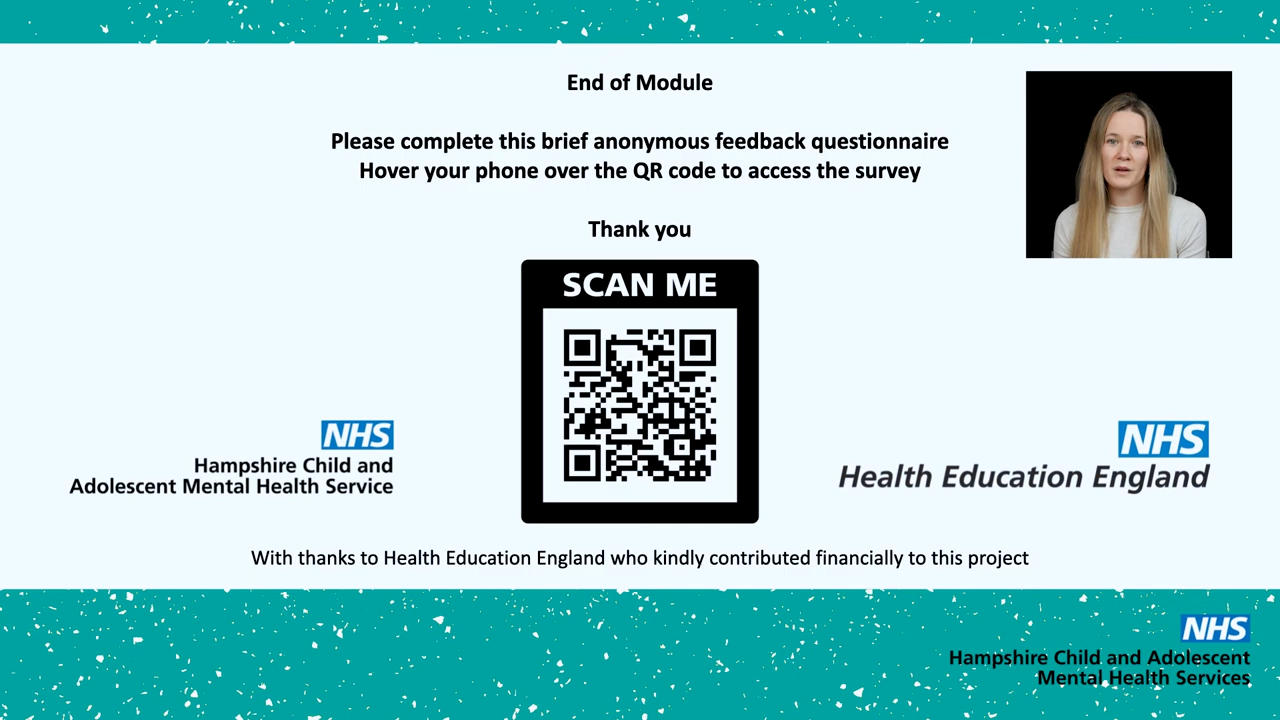 End of Module
Please complete this brief anonymous feedback questionnaire
Hover your phone over the QR code to access the survey
Thank you
SCAN ME
NHS
Hampshire Child and
Adolescent Mental Health Service
NHS
Health Education England
With thanks to Health Education England who kindly contributed financially to this project
NHS
Hampshire Child and Adolescent
Mental Health Services